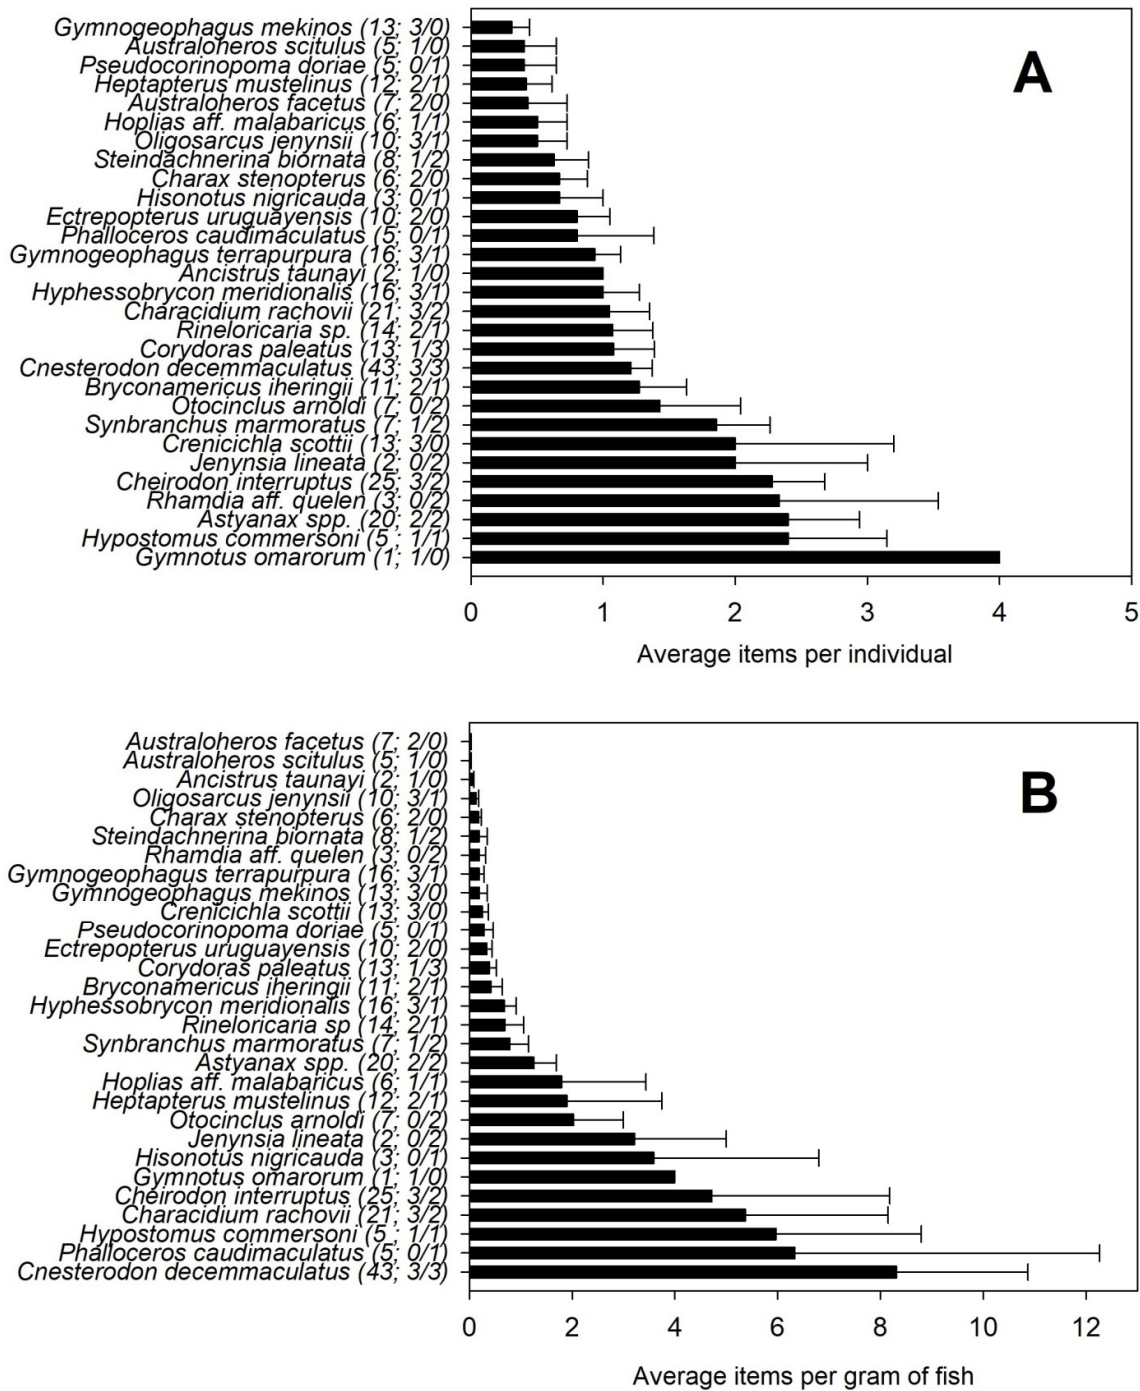 Gymnogeophagus mekinos (13; 3/0)
Australoheros scitulus (5; 1/0)
Pseudocorinopoma doriae (5; 0/1)
Heptapterus mustelinus (12; 2/1)
Australoheros facetus (7; 2/0)
Hoplias aff. malabaricus (6; 1/1)
Oligosarcus jenynsii (10; 3/1)
Steindachnerina biornata (8; 1/2)
Charax stenopterus (6; 2/0)
Hisonotus nigricauda (3; 0/1)
Ectrepopterus uruguayensis (10; 2/0)
Phalloceros caudimaculatus (5; 0/1)
Gymnogeophagus terrapurpura (16; 3/1)
Ancistrus taunayi (2; 1/0)
Hyphessobrycon meridionalis (16; 3/1)
Characidium rachovii (21; 3/2)
Rineloricaria sp. (14; 2/1)
Corydoras paleatus (13; 1/3)
Cnesterodon decemmaculatus (43; 3/3)
Bryconamericus iheringii (11; 2/1)
Otocinclus arnoldi (7; 0/2)
Synbranchus marmoratus (7; 1/2)
Crenicichla scottii (13; 3/0)
Jenynsia lineata (2; 0/2)
Cheirodon interruptus (25; 3/2)
Rhamdia aff. quelen (3; 0/2)
Astyanax spp. (20; 2/2)
Hypostomus commersoni (5 ; 1/1)
Gymnotus omarorum (1; 1/0)
A
0 1 2 3 4 5
Average items per individual
Australoheros facetus (7; 2/0)
Australoheros scitulus (5; 1/0)
Ancistrus taunayi (2; 1/0)
Oligosarcus jenynsii (10; 3/1)
Charax stenopterus (6; 2/0)
Steindachnerina biornata (8; 1/2)
Rhamdia aff. quelen (3; 0/2)
Gymnogeophagus terrapurpura (16; 3/1)
Gymnogeophagus mekinos (13; 3/0)
Crenicichla scottii (13; 3/0)
Pseudocorinopoma doriae (5; 0/1)
Ectrepopterus uruguayensis (10; 2/0)
Corydoras paleatus (13; 1/3)
Bryconamericus iheringii (11; 2/1)
Hyphessobrycon meridionalis (16; 3/1)
Rineloricaria sp (14; 2/1)
Synbranchus marmoratus (7; 1/2)
Astyanax spp. (20; 2/2)
Hoplias aff. malabaricus (6; 1/1)
Heptapterus mustelinus (12; 2/1)
Otocinclus arnoldi (7; 0/2)
Jenynsia lineata (2; 0/2)
Hisonotus nigricauda (3; 0/1)
Gymnotus omarorum (1; 1/0)
Cheirodon interruptus (25; 3/2)
Characidium rachovii (21; 3/2)
Hypostomus commersoni (5 ; 1/1)
Phalloceros caudimaculatus (5; 0/1)
Cnesterodon decemmaculatus (43; 3/3)
B
0 2 4 6 8 10 12
Average items per gram of fish